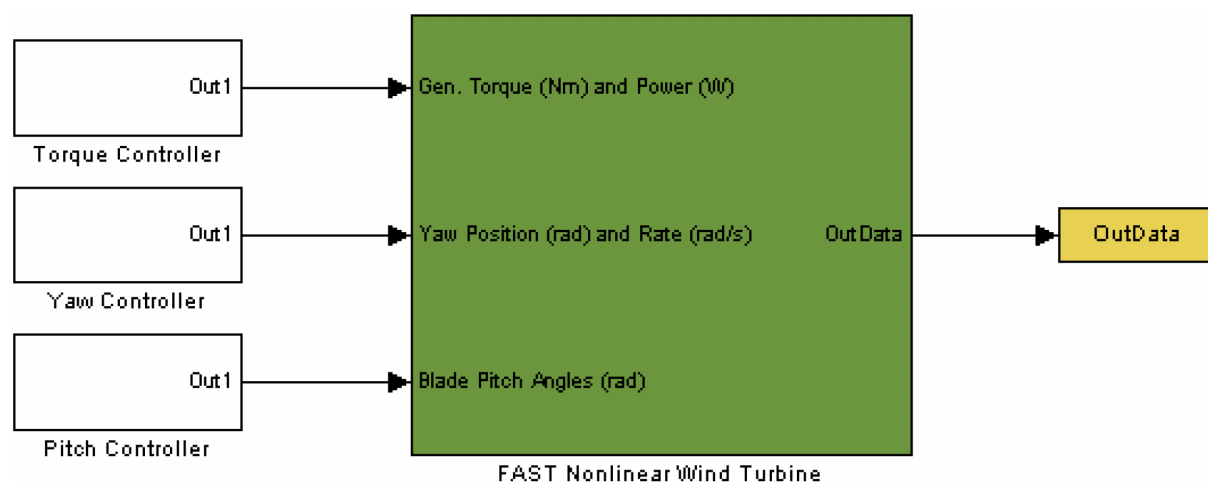 Out1
Gen. Torque (Nm) and Power (W)
Torque Controller
Out1
Yaw Position (rad) and Rate (rad/s)
OutData
OutData
Yaw Controller
Out1
Blade Pitch Angles (rad)
Pitch Controller
FAST Nonlinear Wind Turbine